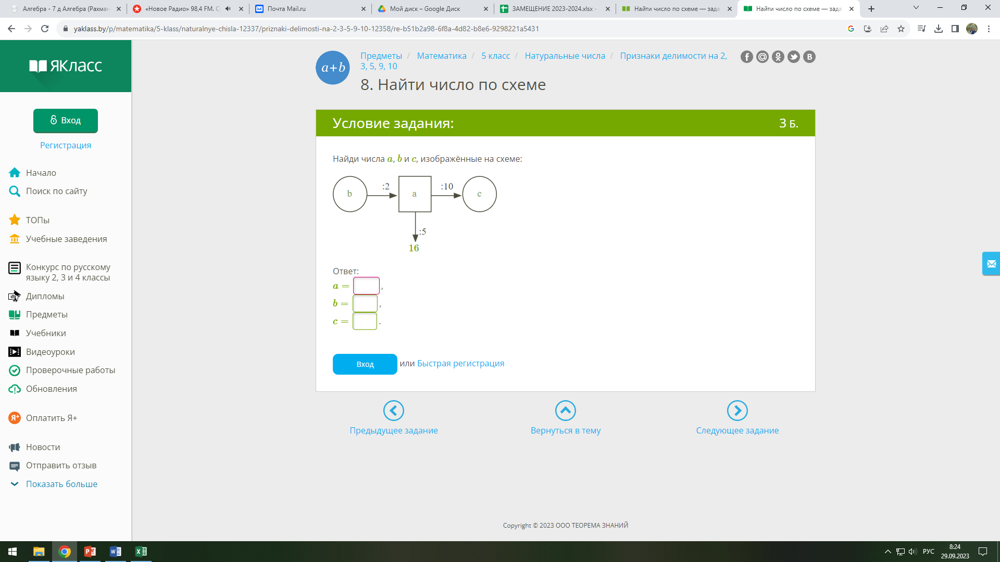 Алгебра - 7 д Алгебра (Рахман
«Новое Радио» 98,4 FM. С
Почта Mail.ru
Мой диск – Google Диск
ЗАМЕЩЕНИЕ 2023-2024.xlsx -
Найти число по схеме — зада
Найти число по схеме — зада
yaklass.by/p/matematika/5-klass/naturalnye-chisla-12337/priznaki-delimosti-na-2-3-5-9-10-12358/re-b51b2a98-6f8a-4d82-b8e6-9298221a5431
ЯКласс
Вход
Регистрация
Начало
Поиск по сайту
ТОПы
Учебные заведения
Конкурс по русскому
языку 2, 3 и 4 классы
Дипломы
Предметы
Учебники
Видеоуроки
Проверочные работы
Обновления
Я+ Оплатить Я+
Новости
Отправить отзыв
Показать больше
a+b
Предметы / Математика / 5 класс / Натуральные числа / Признаки делимости на 2,
3, 5, 9, 10
8. Найти число по схеме
Условие задания:
3 Б.
Найди числа a, b и c, изображённые на схеме:
b :2 a :10 c
:5
16
Ответ:
a = ,
b = ,
c = .
Вход или Быстрая регистрация
Предыдущее задание
Вернуться в тему
Следующее задание
Copyright © 2023 ООО ТЕОРЕМА ЗНАНИЙ
РУС
8:24
29.09.2023